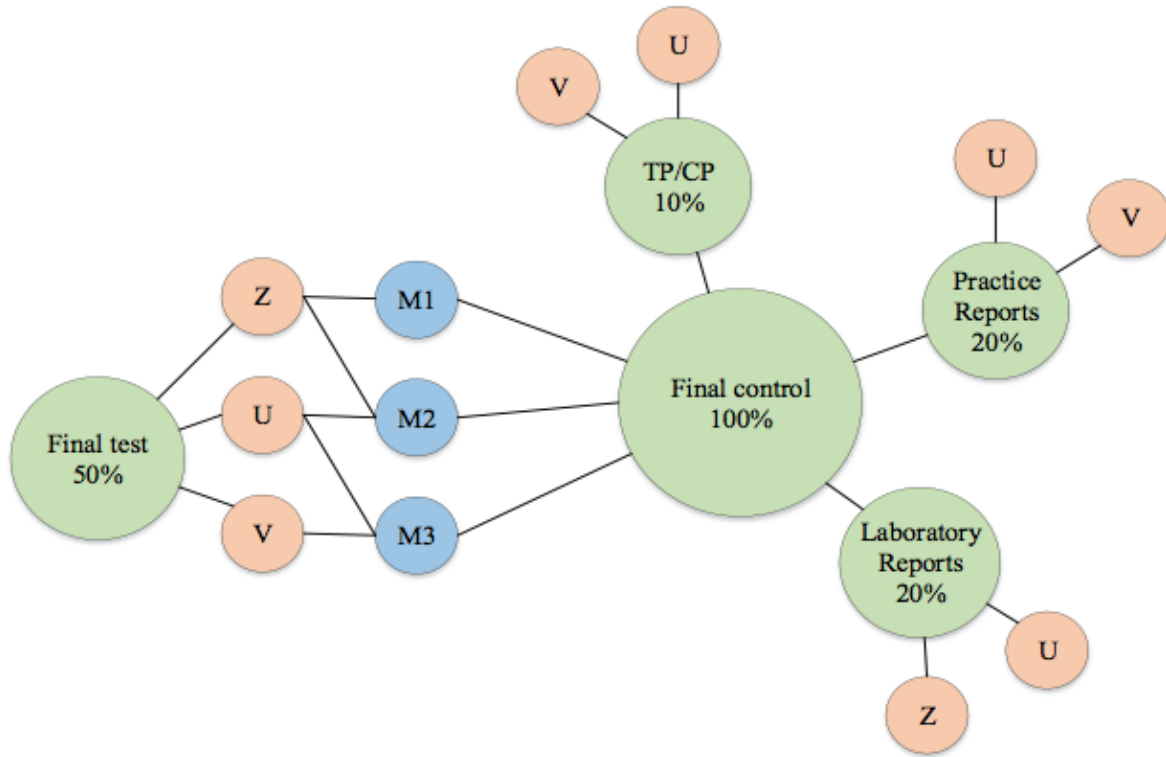 U
V
TP/CP
10%
U
V
Practice
Reports
20%
Z
M1
Final control
100%
U
M2
Final test
50%
V
M3
Laboratory
Reports
20%
U
Z